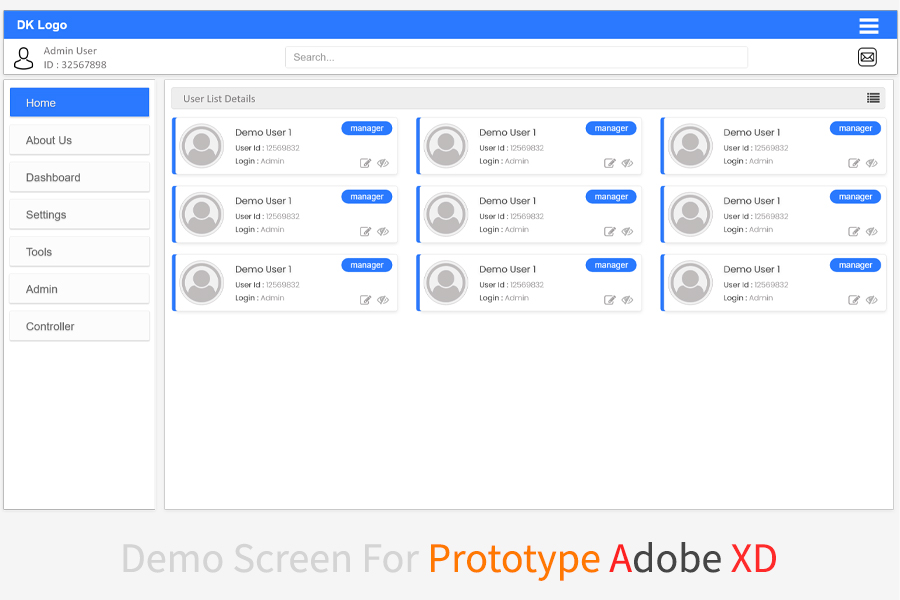 DK Logo
Admin User
ID : 32567898
Search...
Home
About Us
Dashboard
Settings
Tools
Admin
Controller
User List Details
Demo User 1
manager
User Id : 12569832
Login : Admin
Demo User 1
manager
User Id : 12569832
Login : Admin
Demo User 1
manager
User Id : 12569832
Login : Admin
Demo User 1
manager
User Id : 12569832
Login : Admin
Demo User 1
manager
User Id : 12569832
Login : Admin
Demo User 1
manager
User Id : 12569832
Login : Admin
Demo User 1
manager
User Id : 12569832
Login : Admin
Demo User 1
manager
User Id : 12569832
Login : Admin
Demo User 1
manager
User Id : 12569832
Login : Admin
Demo Screen For Prototype Adobe XD